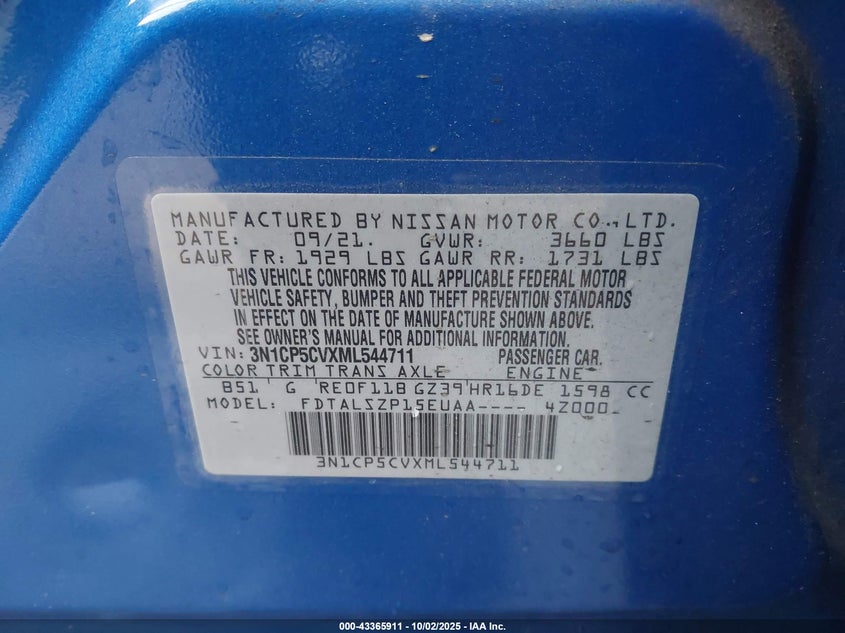 MANUFACTURED BY NISSAN MOTOR CO., LTD.
DATE: 09/21. GVWR: 3660 LBS
GAWR FR: 1929 LBS GAWR RR: 1731 LBS
THIS VEHICLE CONFORMS TO ALL APPLICABLE FEDERAL MOTOR
VEHICLE SAFETY, BUMPER AND THEFT PREVENTION STANDARDS
IN EFFECT ON THE DATE OF MANUFACTURE SHOWN ABOVE.
SEE OWNER'S MANUAL FOR ADDITIONAL INFORMATION.
VIN: 3N1CP5CVXML544711 PASSENGER CAR.
COLOR TRIM TRANS AXLE ENGINE
B51 G RE0F11B GZ39 HR16DE 1598 CC
MODEL: FDTALSZP15EUAA---- 4Z000
3N1CP5CVXML544711
000-43365911 - 10/02/2025 - IAA Inc.